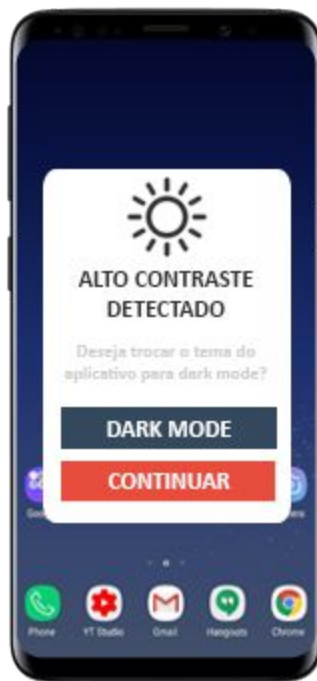 ALTO CONTRASTE
DETECTADO
Deseja trocar o tema do
aplicativo para dark mode?
DARK MODE
CONTINUAR
Phone
YT Studio
Gmail
Hangouts
Chrome